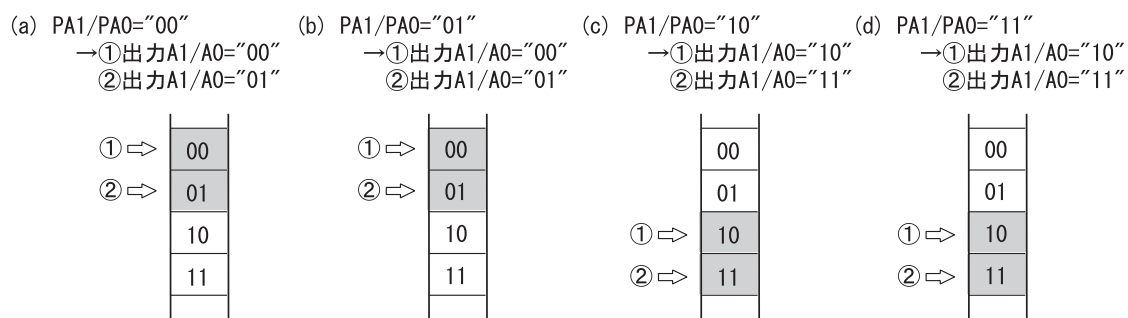 (a) PA1/PA0="00"
→①出力A1/A0="00"
②出力A1/A0="01"
①⇨ 00
②⇨ 01
10
11
(b) PA1/PA0="01"
→①出力A1/A0="00"
②出力A1/A0="01"
①⇨ 00
②⇨ 01
10
11
(c) PA1/PA0="10"
→①出力A1/A0="10"
②出力A1/A0="11"
00
01
①⇨ 10
②⇨ 11
(d) PA1/PA0="11"
→①出力A1/A0="10"
②出力A1/A0="11"
00
01
①⇨ 10
②⇨ 11